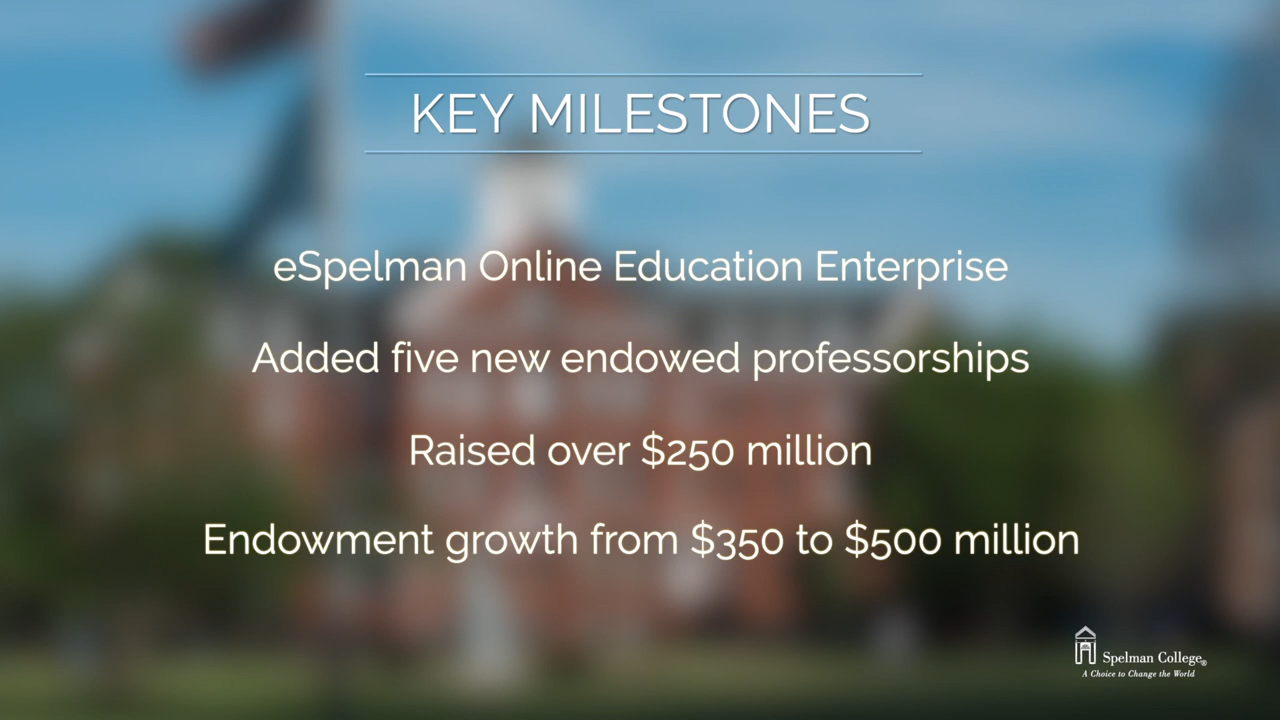 KEY MILESTONES
eSpelman Online Education Enterprise
Added five new endowed professorships
Raised over $250 million
Endowment growth from $350 to $500 million
Spelman College®
A Choice to Change the World